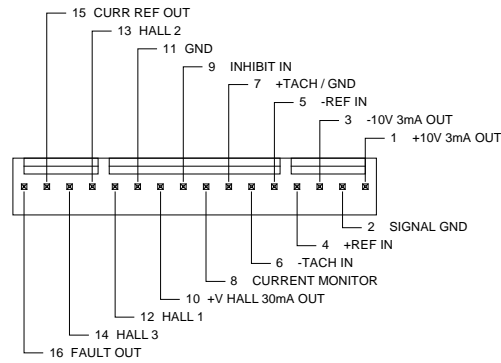 15 CURR REF OUT
13 HALL 2
11 GND
9 INHIBIT IN
7 +TACH / GND
5 -REF IN
3 -10V 3mA OUT
1 +10V 3mA OUT
2 SIGNAL GND
4 +REF IN
6 -TACH IN
8 CURRENT MONITOR
10 +V HALL 30mA OUT
12 HALL 1
14 HALL 3
16 FAULT OUT